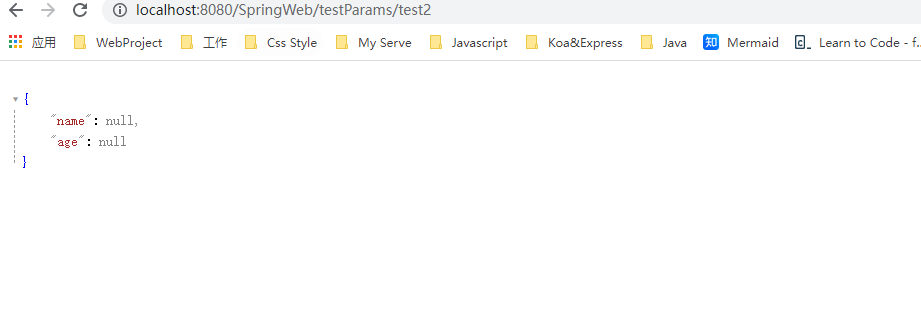 localhost:8080/SpringWeb/testParams/test2
应用 WebProject 工作 Css Style My Serve Javascript Koa&Express Java 知 Mermaid Learn to Code - f...
{
"name": null,
"age": null
}